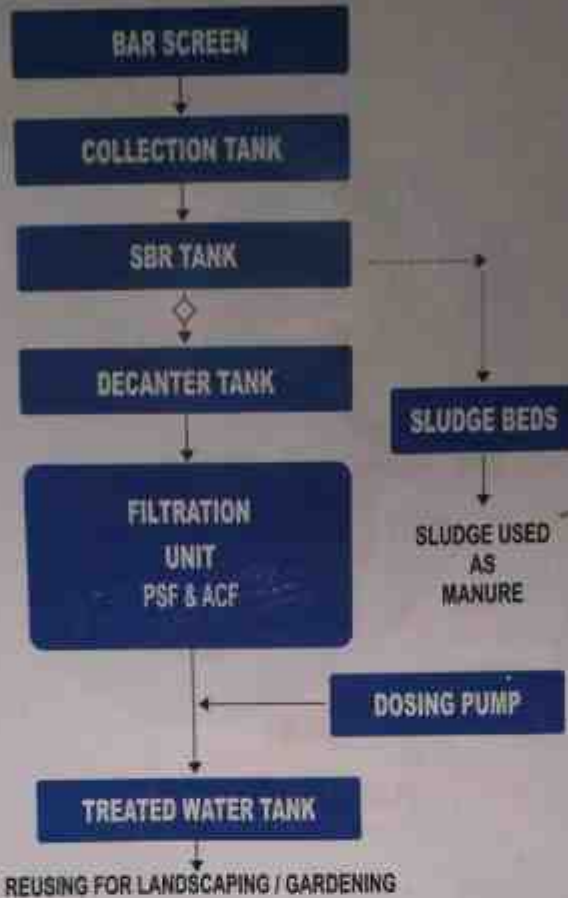 BAR SCREEN
COLLECTION TANK
SBR TANK
DECANTER TANK
SLUDGE BEDS
FILTRATION
UNIT
PSF & ACF
SLUDGE USED
AS
MANURE
DOSING PUMP
TREATED WATER TANK
REUSING FOR LANDSCAPING / GARDENING